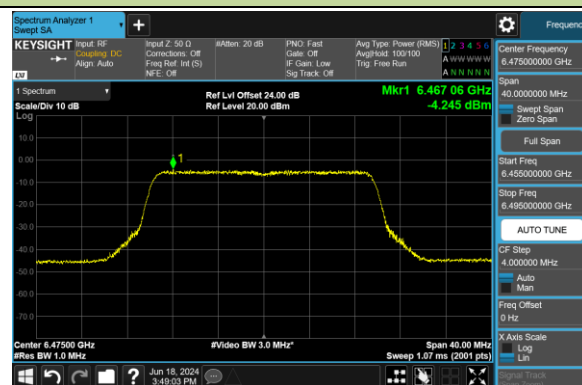 Spectrum Analyzer 1
Swept SA
Frequency
KEYSIGHT
Input: RF
Coupling: DC
Align: Auto
Input Z: 50 Ω
Corrections: Off
Freq Ref: Int (S)
NFE: Off
#Atten: 20 dB
PNO: Fast
Gate: Off
IF Gain: Low
Sig Track: Off
Avg Type: Power (RMS)
Avg|Hold: 100/100
Trig: Free Run
1 2 3 4 5 6
A W W W W W
A N N N N N
LXI
1 Spectrum
Scale/Div 10 dB
Log
Ref Lvl Offset 24.00 dB
Ref Level 20.00 dBm
Mkr1 6.467 06 GHz
-4.245 dBm
1
10.0
0.00
-10.0
-20.0
-30.0
-40.0
-50.0
-60.0
-70.0
Center 6.47500 GHz
#Res BW 1.0 MHz
#Video BW 3.0 MHz*
Span 40.00 MHz
Sweep 1.07 ms (2001 pts)
Center Frequency
6.475000000 GHz
Span
40.0000000 MHz
Swept Span
Zero Span
Full Span
Start Freq
6.455000000 GHz
Stop Freq
6.495000000 GHz
AUTO TUNE
CF Step
4.000000 MHz
Auto
Man
Freq Offset
0 Hz
X Axis Scale
Log
Lin
Signal Track
Jun 18, 2024
3:49:03 PM